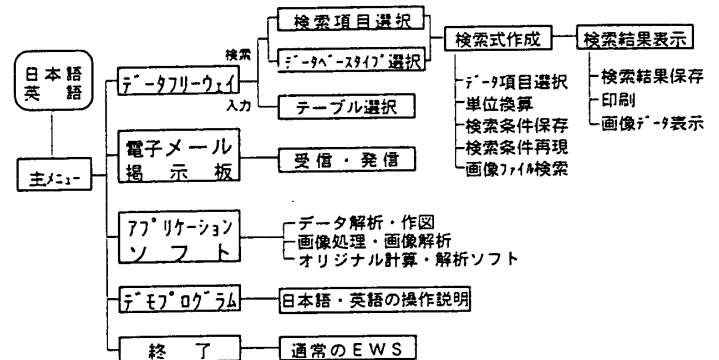 日本語
英語
主メニュー
データフリーウェイ
検索
入力
検索項目選択
データベースタイプ選択
テーブル選択
検索式作成
データ項目選択
単位換算
検索条件保存
検索条件再現
画像ファイル検索
検索結果表示
検索結果保存
印刷
画像データ表示
電子メール
掲示板
受信・発信
アプリケーション
ソフト
データ解析・作図
画像処理・画像解析
オリジナル計算・解析ソフト
デモプログラム
日本語・英語の操作説明
終了
通常のEWS